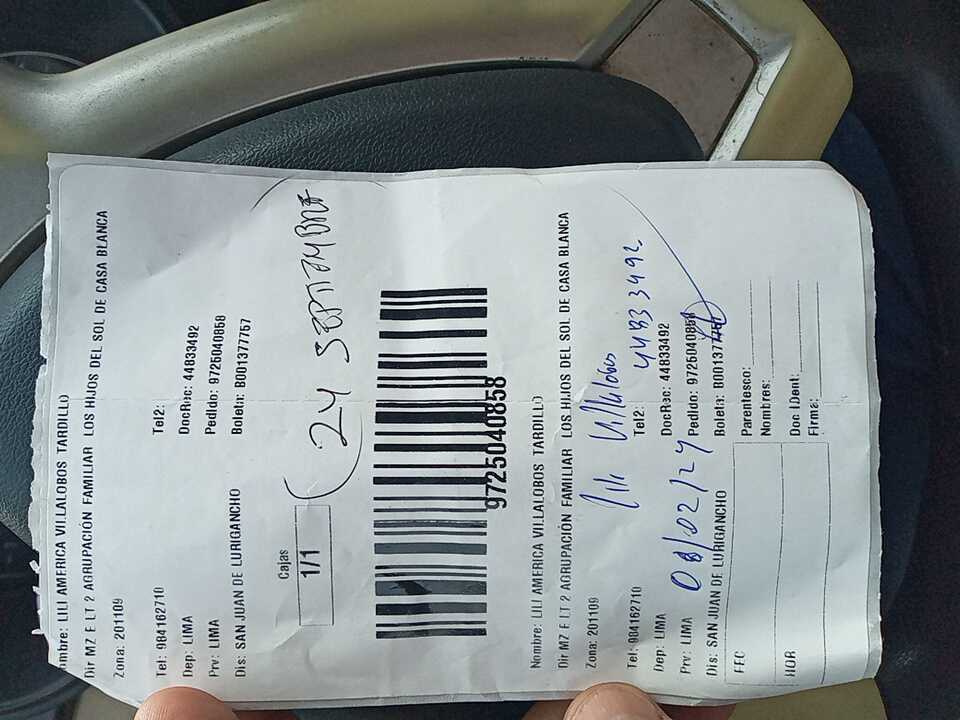 ombre: LILI AMERICA VILLALOBOS TARDILLO
Dir MZ E LT 2 AGRUPACIÓN FAMILIAR LOS HIJOS DEL SOL DE CASA BLANCA
Zona: 201109
Tel: 984162710 Tel2:
Dep: LIMA DocRec: 44833492
Prv: LIMA Pedido: 9725040858
Dis: SAN JUAN DE LURIGANCHO Boleta: B001377757
Cajas
1/1
(24 SEPTIEMBRE)
9725040858
Nombre: LILI AMERICA VILLALOBOS TARDILLO
Dir MZ E LT 2 AGRUPACIÓN FAMILIAR LOS HIJOS DEL SOL DE CASA BLANCA
Zona: 201109
Lili Villalobos
Tel: 984162710 Tel2: 44833492
Dep: LIMA DocRec: 44833492
Prv: LIMA 08/02/24 Pedido: 9725040858
Dis: SAN JUAN DE LURIGANCHO Boleta: B001377757
FEC Parentesco:
Nombres:
HOR Doc IDent:
Firma: